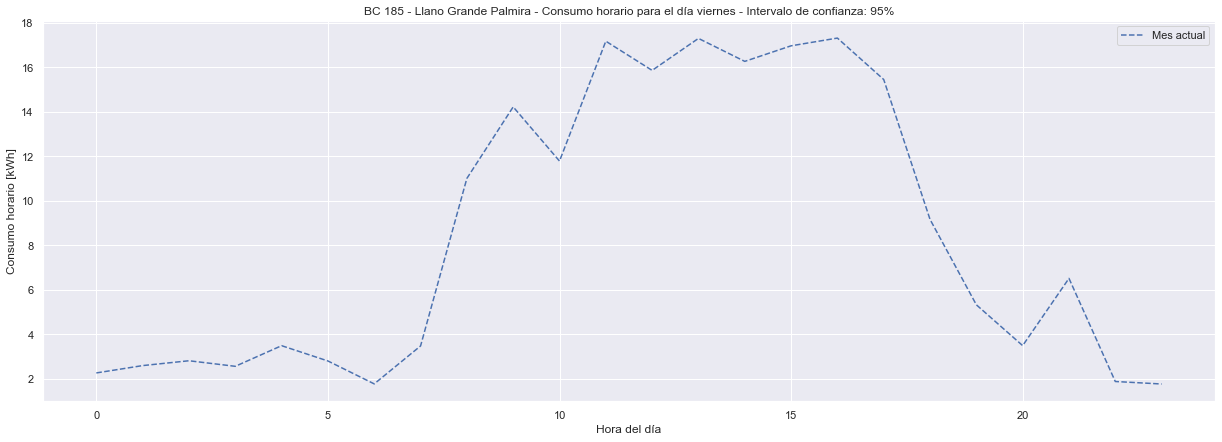 BC 185 - Llano Grande Palmira - Consumo horario para el día viernes - Intervalo de confianza: 95%
Mes actual
Consumo horario [kWh]
18
16
14
12
10
8
6
4
2
0 5 10 15 20
Hora del día